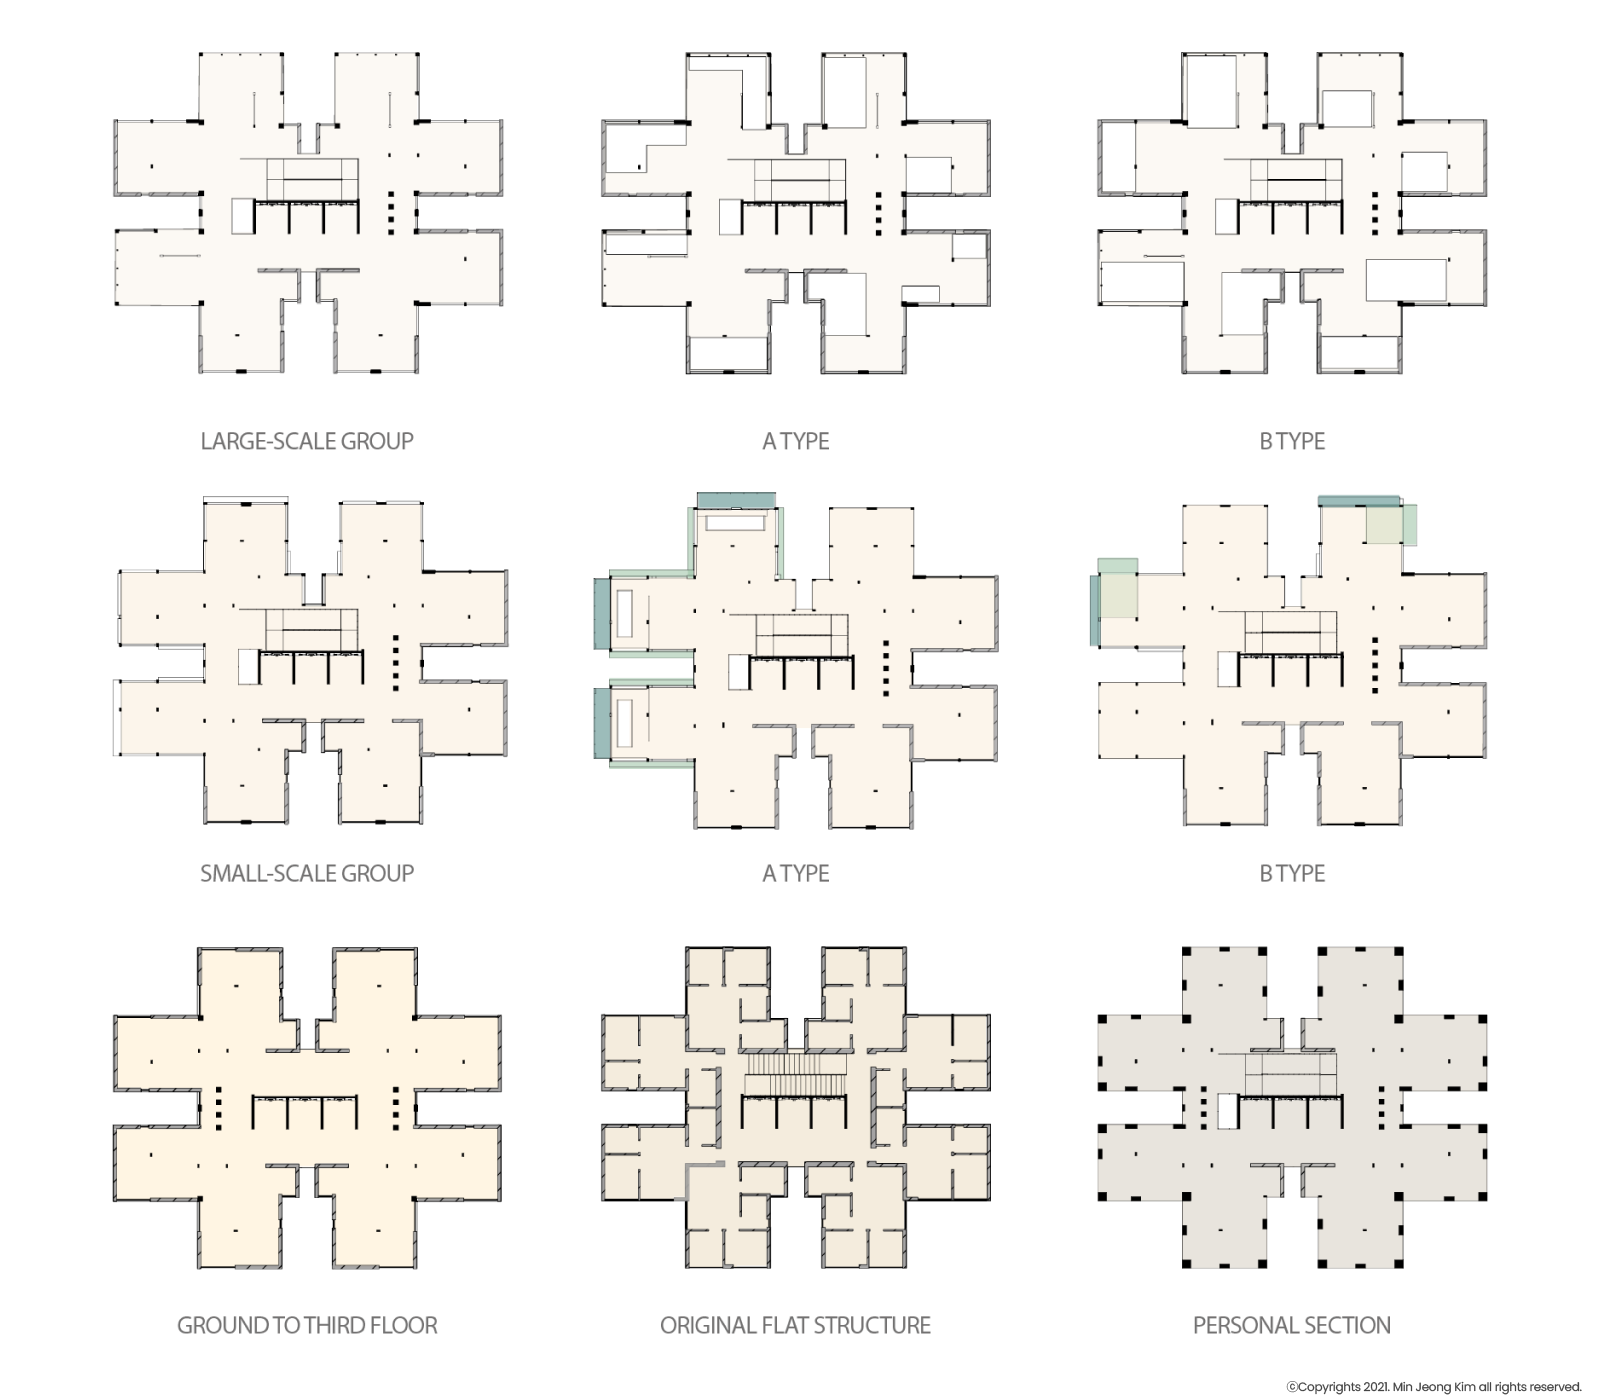 LARGE-SCALE GROUP
A TYPE
B TYPE
SMALL-SCALE GROUP
A TYPE
B TYPE
GROUND TO THIRD FLOOR
ORIGINAL FLAT STRUCTURE
PERSONAL SECTION
©Copyrights 2021. Min Jeong Kim all rights reserved.